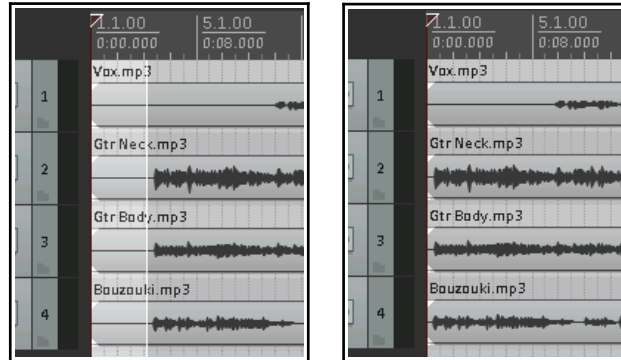 1.1.00 5.1.00
0:00.000 0:08.000
Vox.mp3
1
Gtr Neck.mp3
2
Gtr Body.mp3
3
Bouzouki.mp3
4
1.1.00 5.1.00
0:00.000 0:08.000
Vox.mp3
1
Gtr Neck.mp3
2
Gtr Body.mp3
3
Bouzouki.mp3
4